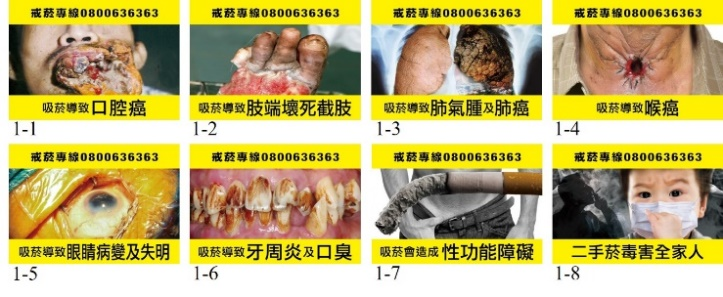 戒菸專線0800636363
吸菸導致口腔癌
1-1
戒菸專線0800636363
吸菸導致肢端壞死截肢
1-2
戒菸專線0800636363
吸菸導致肺氣腫及肺癌
1-3
戒菸專線0800636363
吸菸導致喉癌
1-4
戒菸專線0800636363
吸菸導致眼睛病變及失明
1-5
戒菸專線0800636363
吸菸導致牙周炎及口臭
1-6
戒菸專線0800636363
吸菸會造成性功能障礙
1-7
戒菸專線0800636363
二手菸毒害全家人
1-8